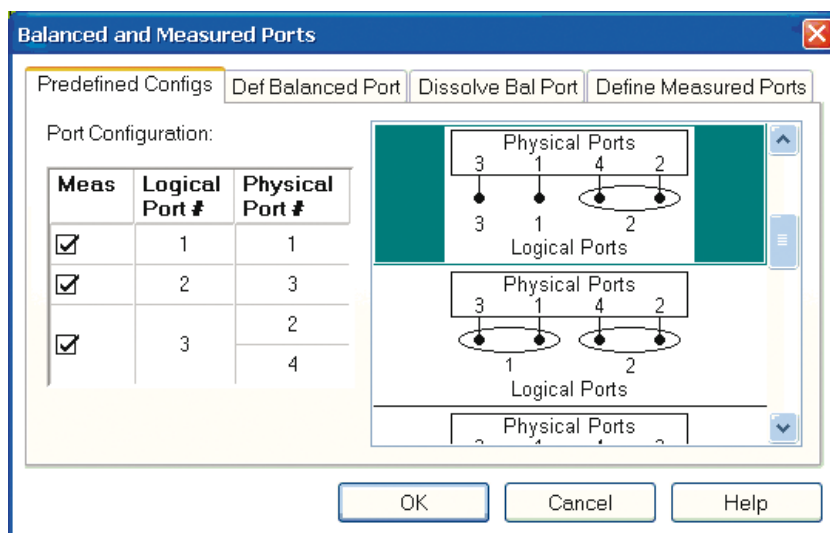 Balanced and Measured Ports
Predefined Configs Def Balanced Port Dissolve Bal Port Define Measured Ports
Port Configuration:
Meas Logical Port # Physical Port #
1 1
2 3
3 2
4
Physical Ports
3 1 4 2
3 1 2
Logical Ports
Physical Ports
3 1 4 2
1 2
Logical Ports
Physical Ports
OK Cancel Help